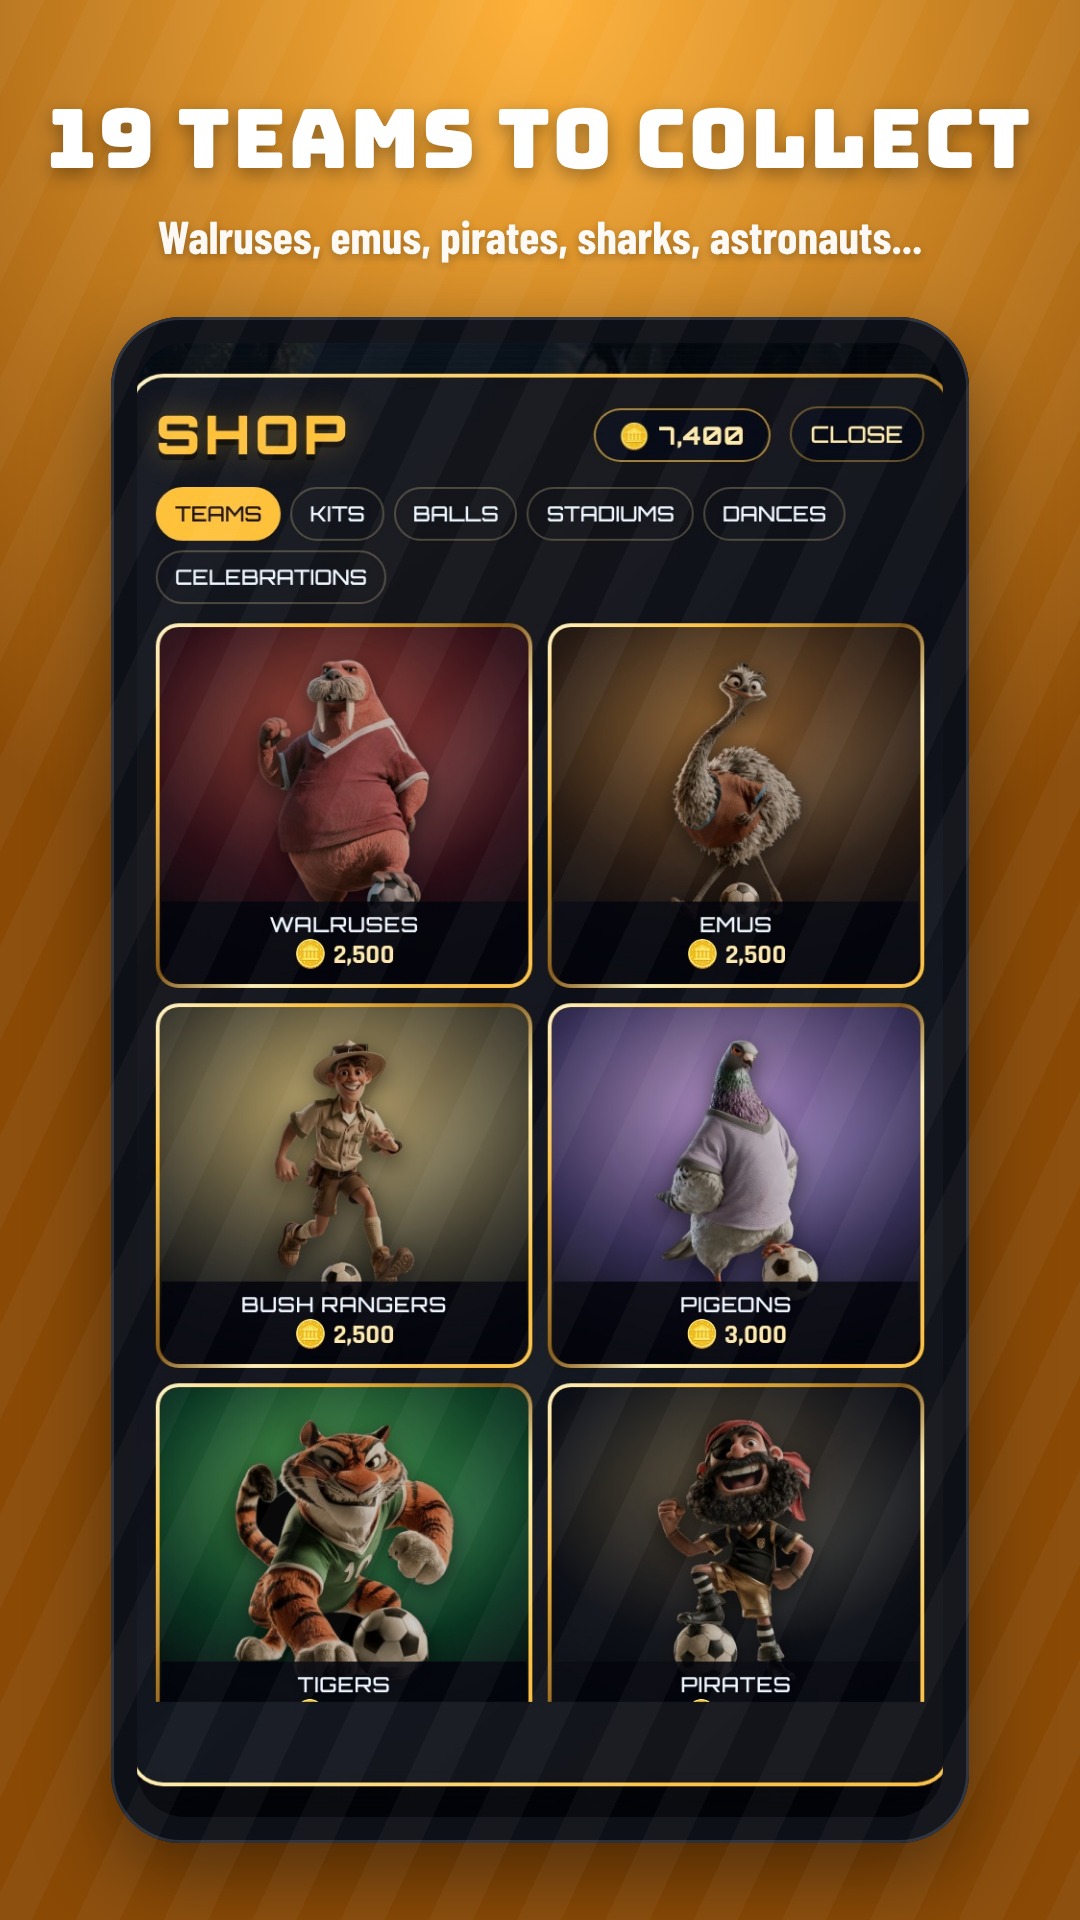 19 TEAMS TO COLLECT
Walruses, emus, pirates, sharks, astronauts...
SHOP
7,400
CLOSE
TEAMS
KITS
BALLS
STADIUMS
DANCES
CELEBRATIONS
WALRUSES
2,500
EMUS
2,500
BUSH RANGERS
2,500
PIGEONS
3,000
TIGERS
PIRATES